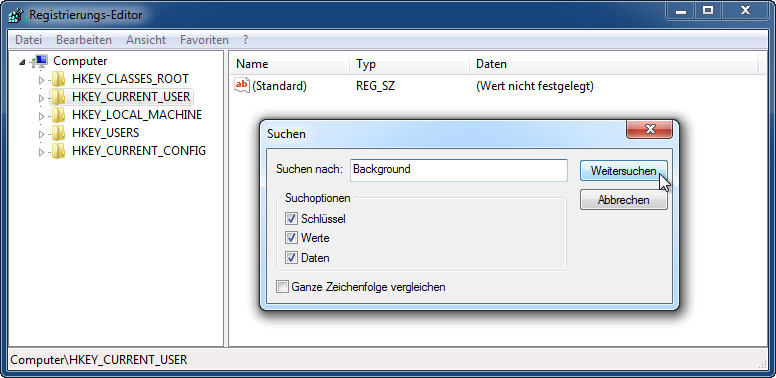 Registrierungs-Editor
Datei Bearbeiten Ansicht Favoriten ?
Computer
HKEY_CLASSES_ROOT
HKEY_CURRENT_USER
HKEY_LOCAL_MACHINE
HKEY_USERS
HKEY_CURRENT_CONFIG
Name Typ Daten
ab (Standard) REG_SZ (Wert nicht festgelegt)
Suchen
Suchen nach: Background Weitersuchen
Abbrechen
Suchoptionen
Schlüssel
Werte
Daten
Ganze Zeichenfolge vergleichen
Computer\HKEY_CURRENT_USER